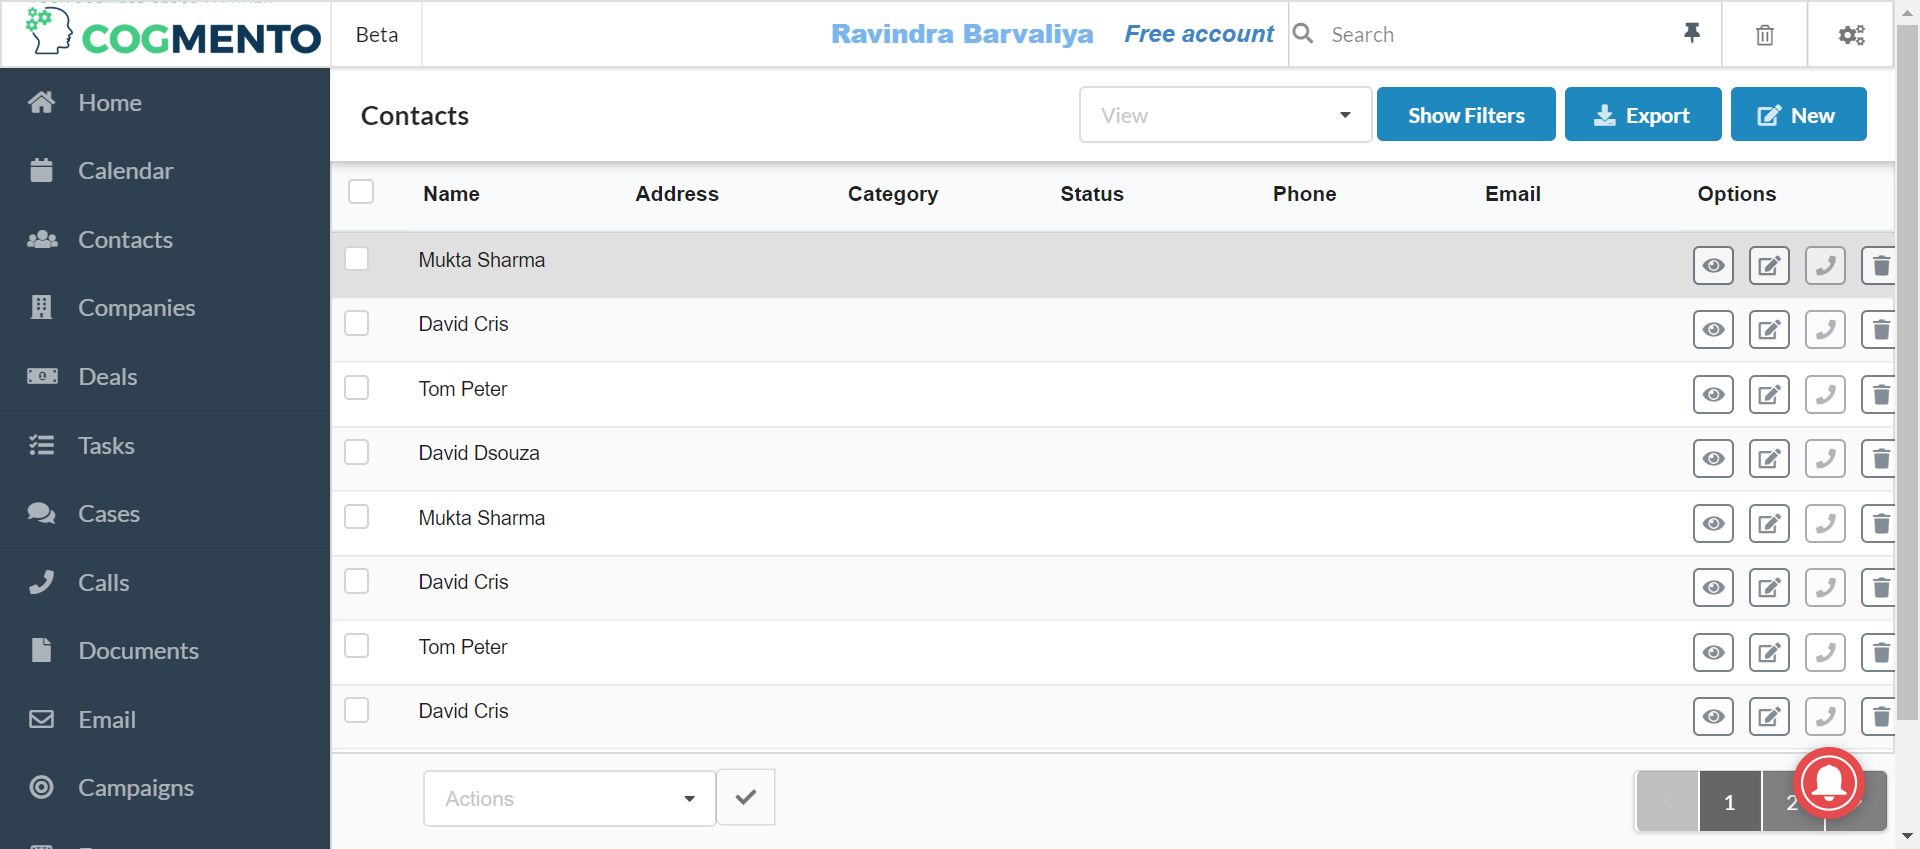 COGMENTO
Beta
Ravindra Barvaliya
Free account
Search
Home
Calendar
Contacts
Companies
Deals
Tasks
Cases
Calls
Documents
Email
Campaigns
Contacts
View
Show Filters
Export
New
Name Address Category Status Phone Email Options
Mukta Sharma
David Cris
Tom Peter
David Dsouza
Mukta Sharma
David Cris
Tom Peter
David Cris
Actions
1 2